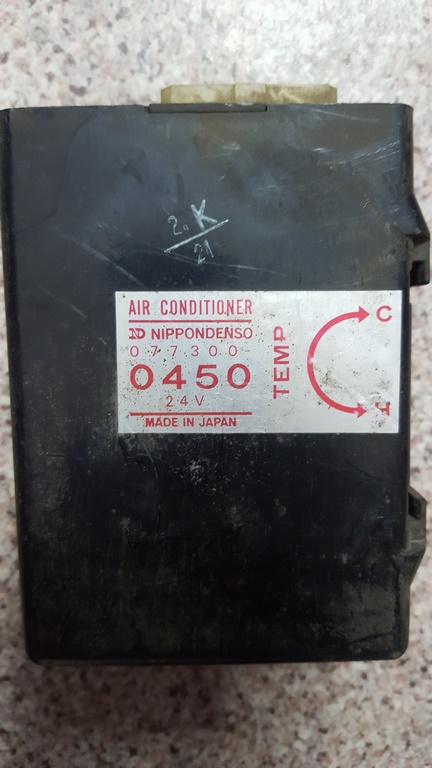 2.K
21
AIR CONDITIONER
ND NIPPONDENSO
077300
0450
24V
MADE IN JAPAN
TEMP
C
H